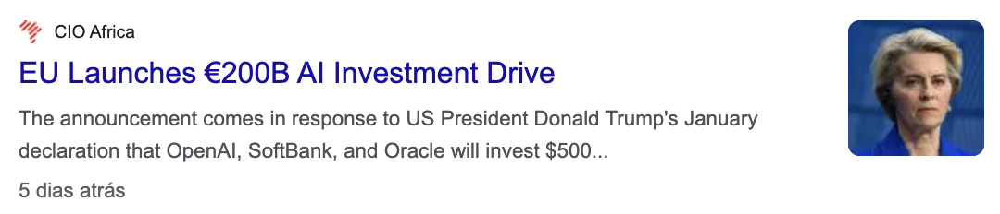 CIO Africa
EU Launches €200B AI Investment Drive
The announcement comes in response to US President Donald Trump's January
declaration that OpenAI, SoftBank, and Oracle will invest $500...
5 dias atrás